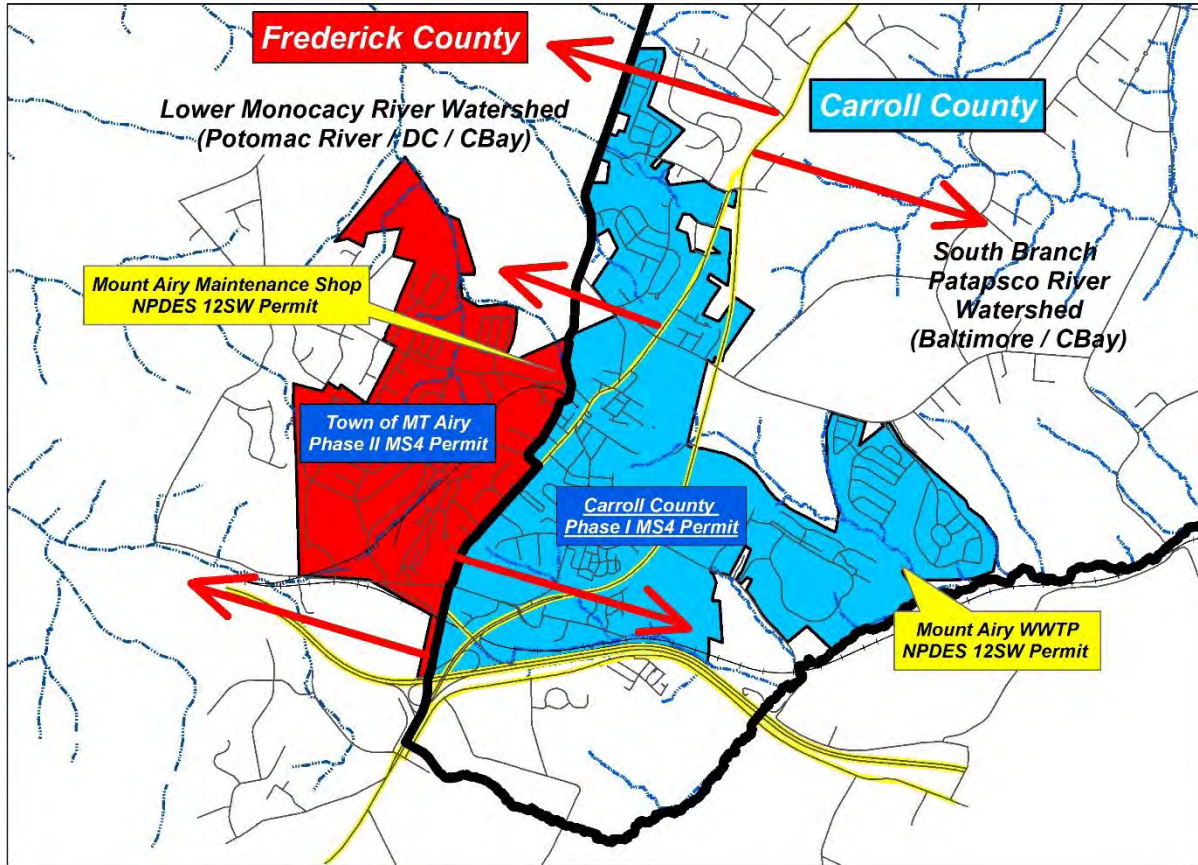 Frederick County
Carroll County
Lower Monocacy River Watershed
(Potomac River / DC / CBay)
South Branch
Patapsco River
Watershed
(Baltimore / CBay)
Mount Airy Maintenance Shop
NPDES 12SW Permit
Town of MT Airy
Phase II MS4 Permit
Carroll County
Phase I MS4 Permit
Mount Airy WWTP
NPDES 12SW Permit